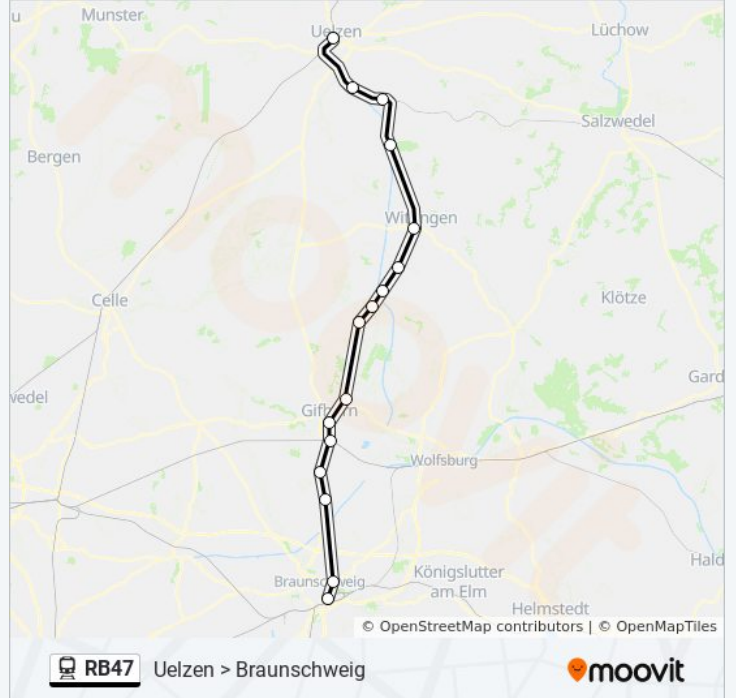 u
Munster
Uelzen
Lüchow
Salzwedel
Bergen
Wittingen
Celle
Klötze
Gard
wedel
Gifhorn
Wolfsburg
Hald
Braunschweig
Königslutter
am Elm
Helmstedt
© OpenStreetMap contributors | © OpenMapTiles
RB47 Uelzen > Braunschweig
moovit